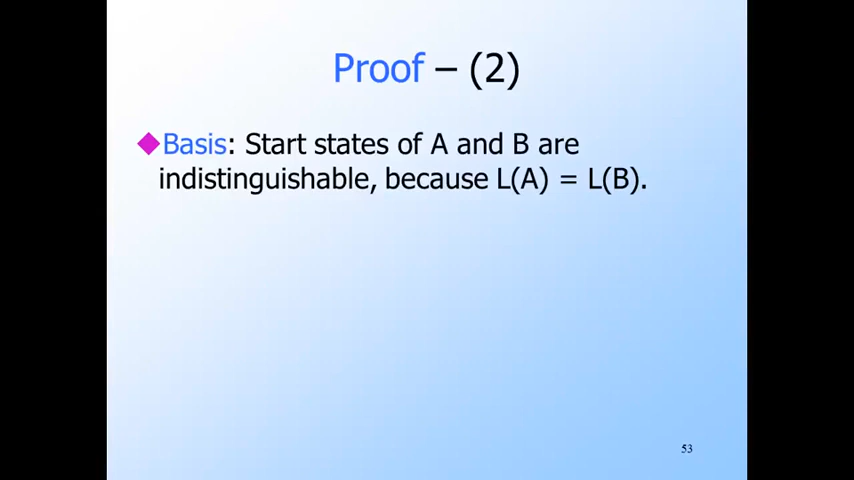 Proof – (2)
Basis: Start states of A and B are
indistinguishable, because L(A) = L(B).
53